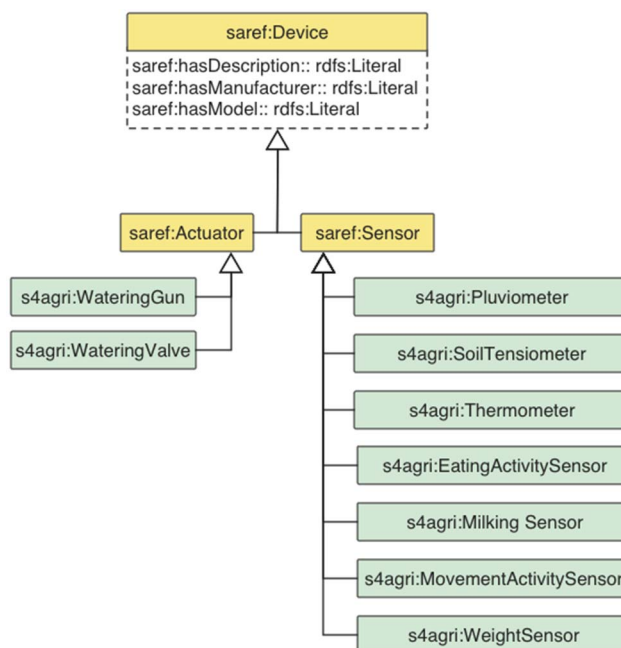 saref:Device
saref:hasDescription:: rdfs:Literal
saref:hasManufacturer:: rdfs:Literal
saref:hasModel:: rdfs:Literal
saref:Actuator
saref:Sensor
s4agri:WateringGun
s4agri:WateringValve
s4agri:Pluviometer
s4agri:SoilTensiometer
s4agri:Thermometer
s4agri:EatingActivitySensor
s4agri:Milking Sensor
s4agri:MovementActivitySensor
s4agri:WeightSensor